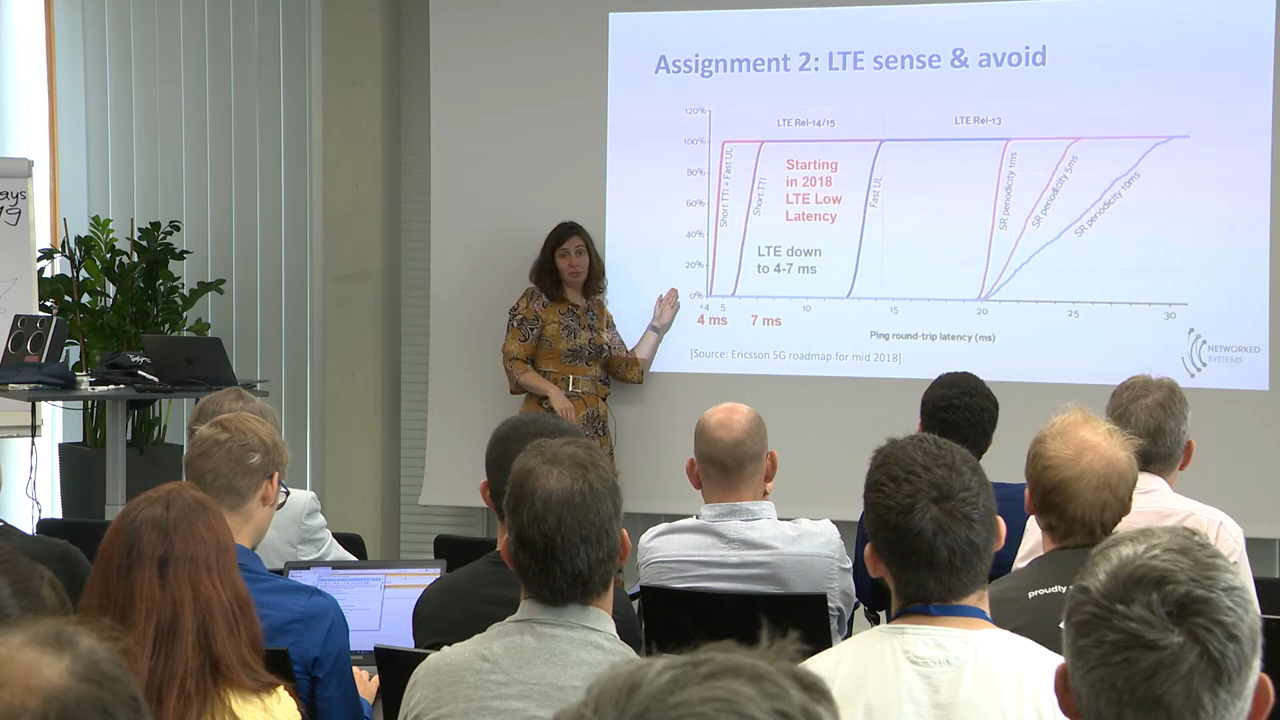 ays
19
Assignment 2: LTE sense & avoid
120%
LTE Rel-14/15
LTE Rel-13
100%
80%
60%
40%
20%
0%
Short TTI + Fast UL
Short TTI
Starting
in 2018
LTE Low
Latency
LTE down
to 4-7 ms
Fast UL
SR periodicity 1ms
SR periodicity 5ms
SR periodicity 10ms
~4 5 10 15 20 25 30
4 ms 7 ms
Ping round-trip latency (ms)
[Source: Ericsson 5G roadmap for mid 2018]
NETWORKED
SYSTEMS
proudly